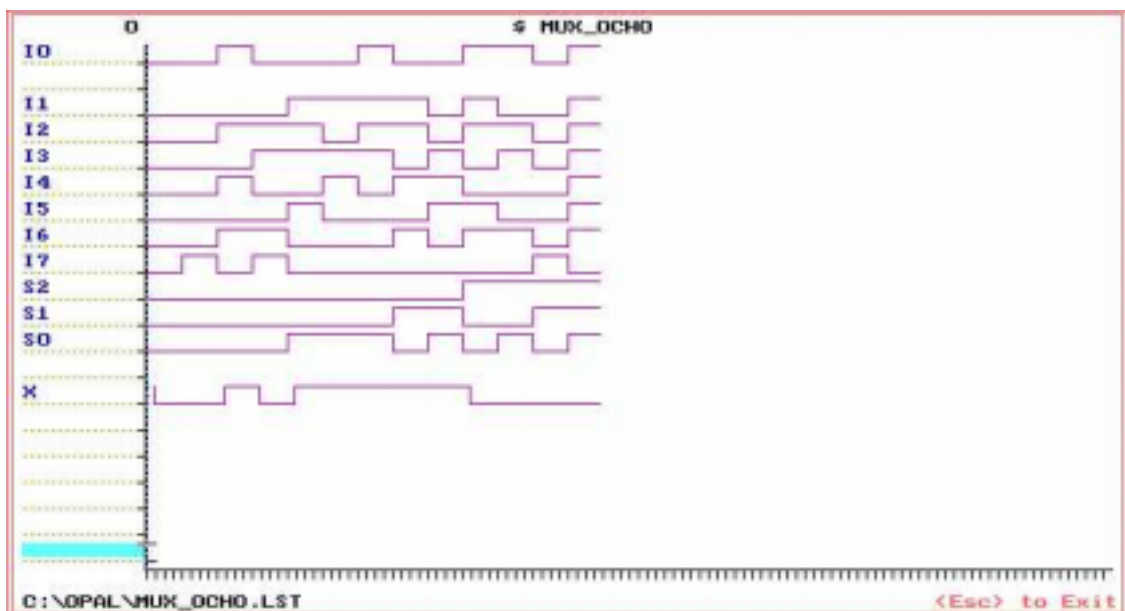 0 $ MUX_OCHO
I0
I1
I2
I3
I4
I5
I6
I7
S2
S1
S0
X
C:\OPAL\MUX_OCHO.LST <Esc> to Exit